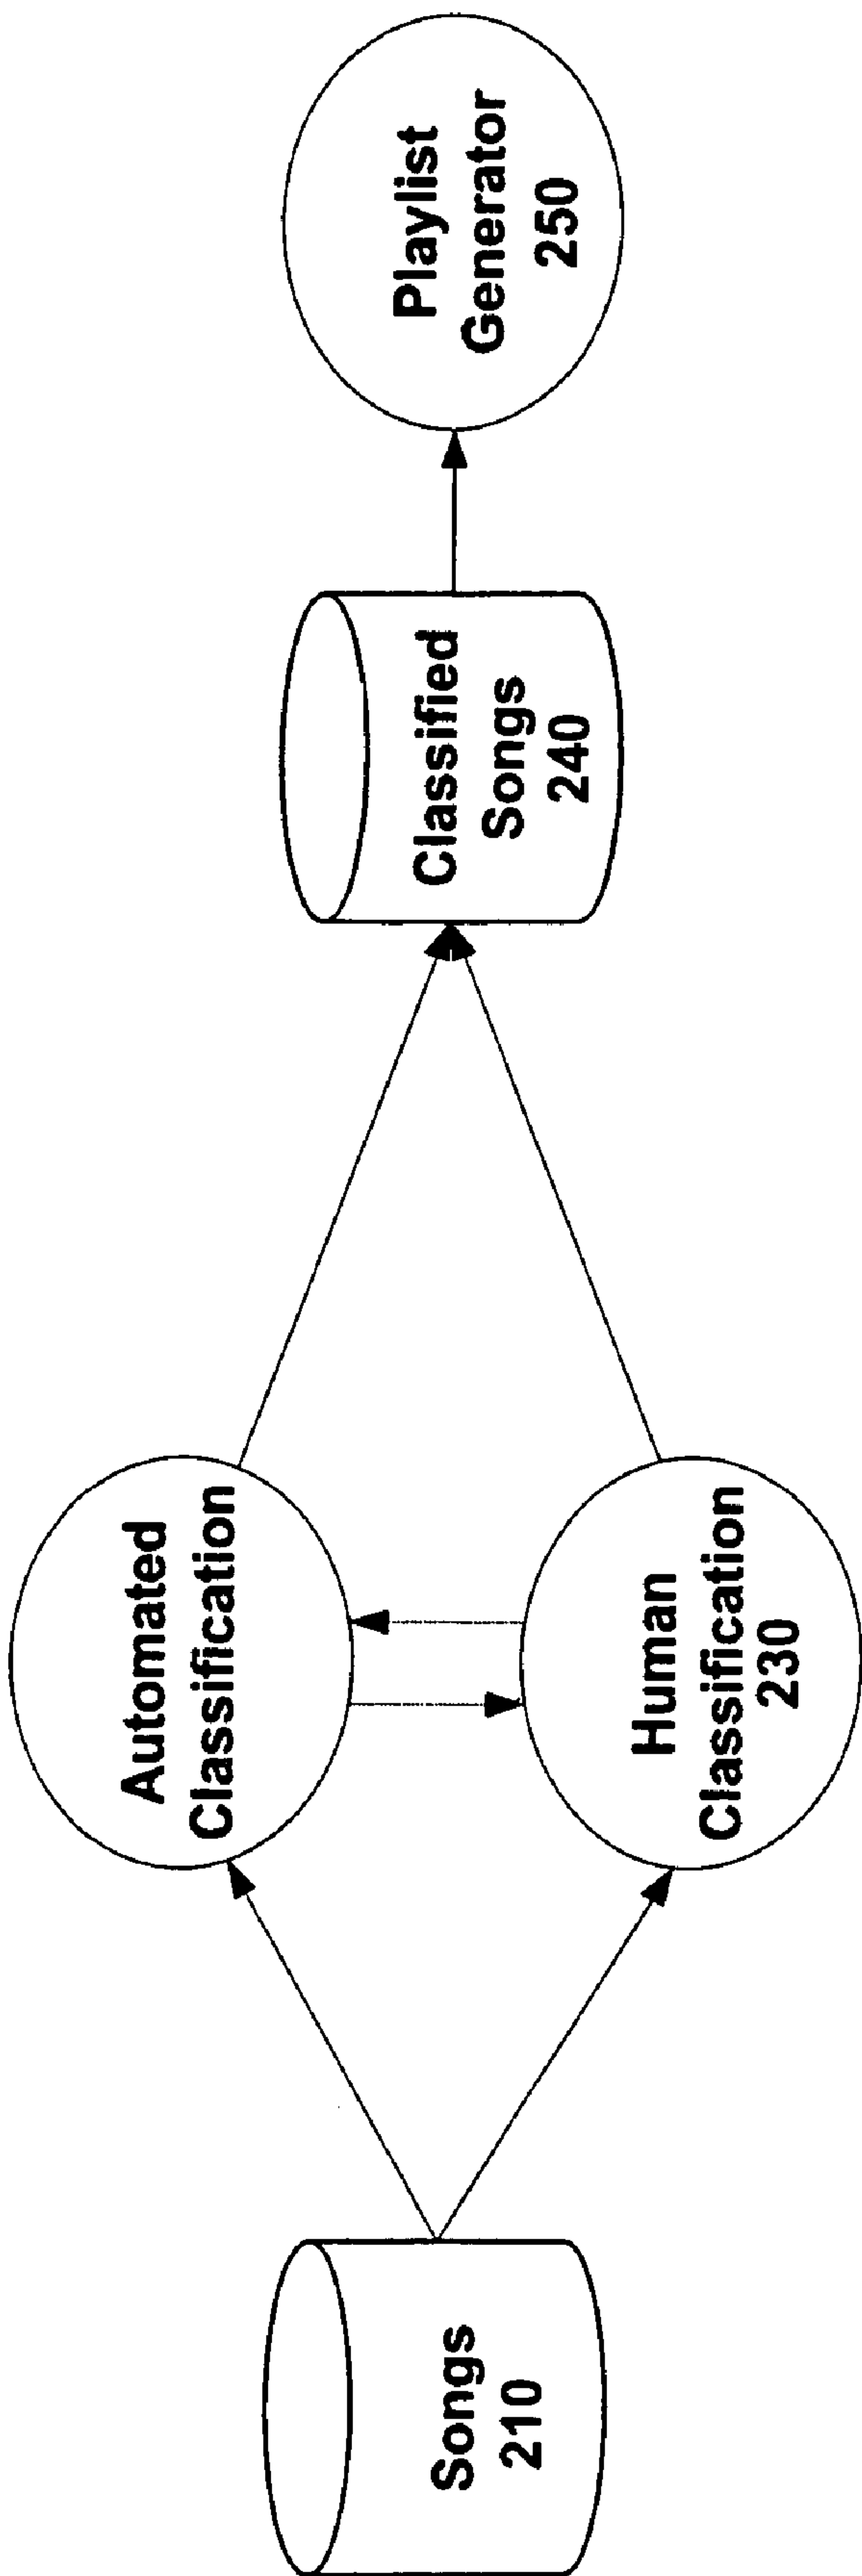 Songs
210
Automated
Classification
Human
Classification
230
Classified
Songs
240
Playlist
Generator
250